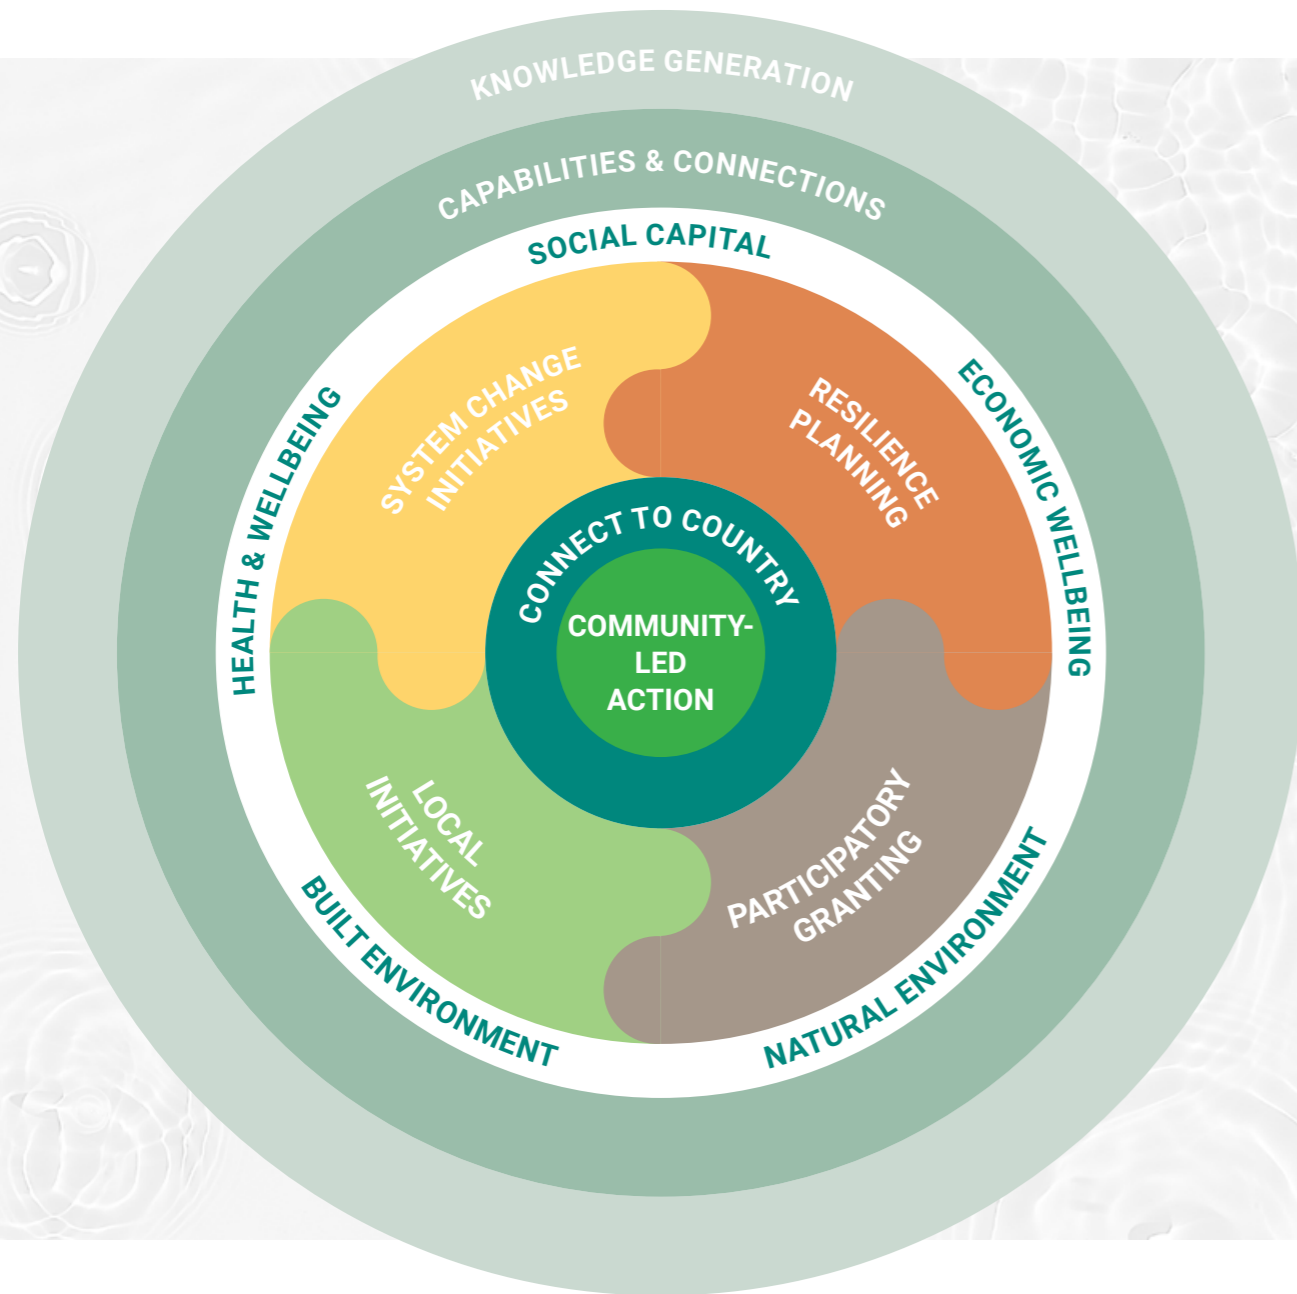 KNOWLEDGE GENERATION
CAPABILITIES & CONNECTIONS
SOCIAL CAPITAL
HEALTH & WELLBEING
ECONOMIC WELLBEING
SYSTEM CHANGE
INITIATIVES
RESILIENCE
PLANNING
CONNECT TO COUNTRY
COMMUNITY-
LED
ACTION
LOCAL
INITIATIVES
PARTICIPATORY
GRANTING
BUILT ENVIRONMENT
NATURAL ENVIRONMENT